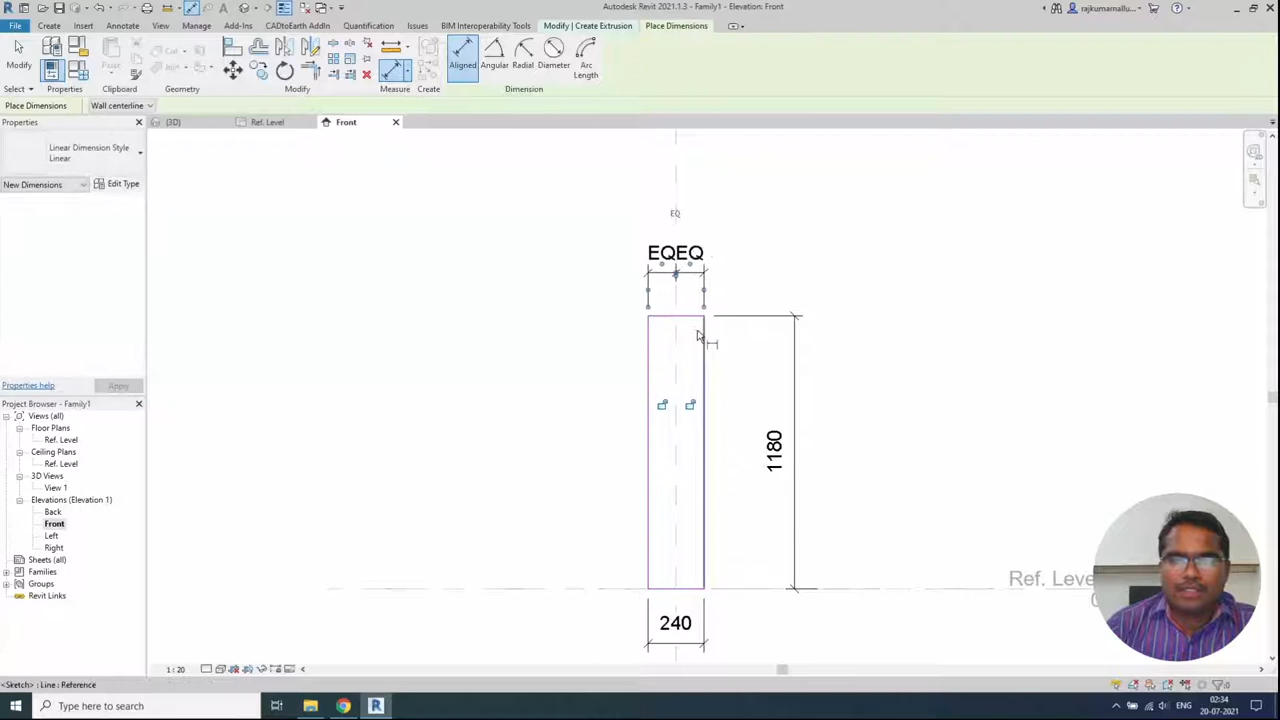 Autodesk Revit 2021.1.3 - Family1 - Elevation: Front
rajkumarnallu...
File
Create
Insert
Annotate
View
Manage
Add-Ins
CADtoEarth AddIn
Quantification
Issues
BIM Interoperability Tools
Modify | Create Extrusion
Place Dimensions
Modify
Paste
Cut
Join
Aligned
Angular
Radial
Diameter
Arc
Length
Select
Properties
Clipboard
Geometry
Modify
Measure
Create
Dimension
Place Dimensions
Wall centerline
Properties
(3D)
Ref. Level
Front
Linear Dimension Style
Linear
New Dimensions
Edit Type
EQ
EQEQ
1180
240
Ref. Leve
Properties help
Apply
Project Browser - Family1
Views (all)
Floor Plans
Ref. Level
Ceiling Plans
Ref. Level
3D Views
View 1
Elevations (Elevation 1)
Back
Front
Left
Right
Sheets (all)
Families
Groups
Revit Links
1 : 20
<Sketch> : Line : Reference
:0
Type here to search
ENG
02:34
20-07-2021